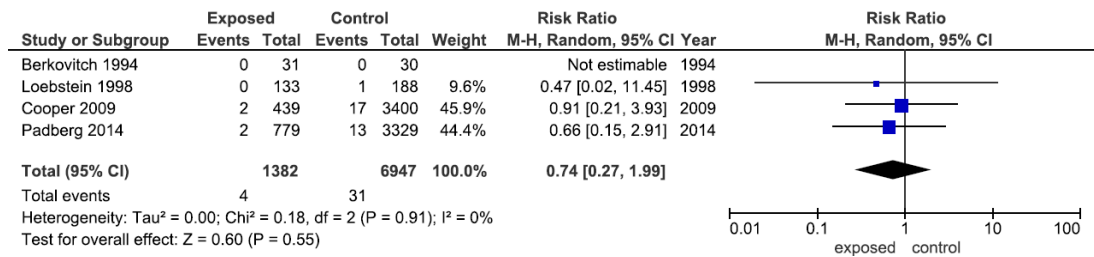 Exposed Control Risk Ratio Risk Ratio
Study or Subgroup Events Total Events Total Weight M-H, Random, 95% CI Year M-H, Random, 95% CI
Berkovitch 1994 0 31 0 30 Not estimable 1994
Loebstein 1998 0 133 1 188 9.6% 0.47 [0.02, 11.45] 1998
Cooper 2009 2 439 17 3400 45.9% 0.91 [0.21, 3.93] 2009
Padberg 2014 2 779 13 3329 44.4% 0.66 [0.15, 2.91] 2014
Total (95% CI) 1382 6947 100.0% 0.74 [0.27, 1.99]
Total events 4 31
Heterogeneity: Tau² = 0.00; Chi² = 0.18, df = 2 (P = 0.91); I² = 0%
Test for overall effect: Z = 0.60 (P = 0.55)
0.01 0.1 1 10 100
exposed control